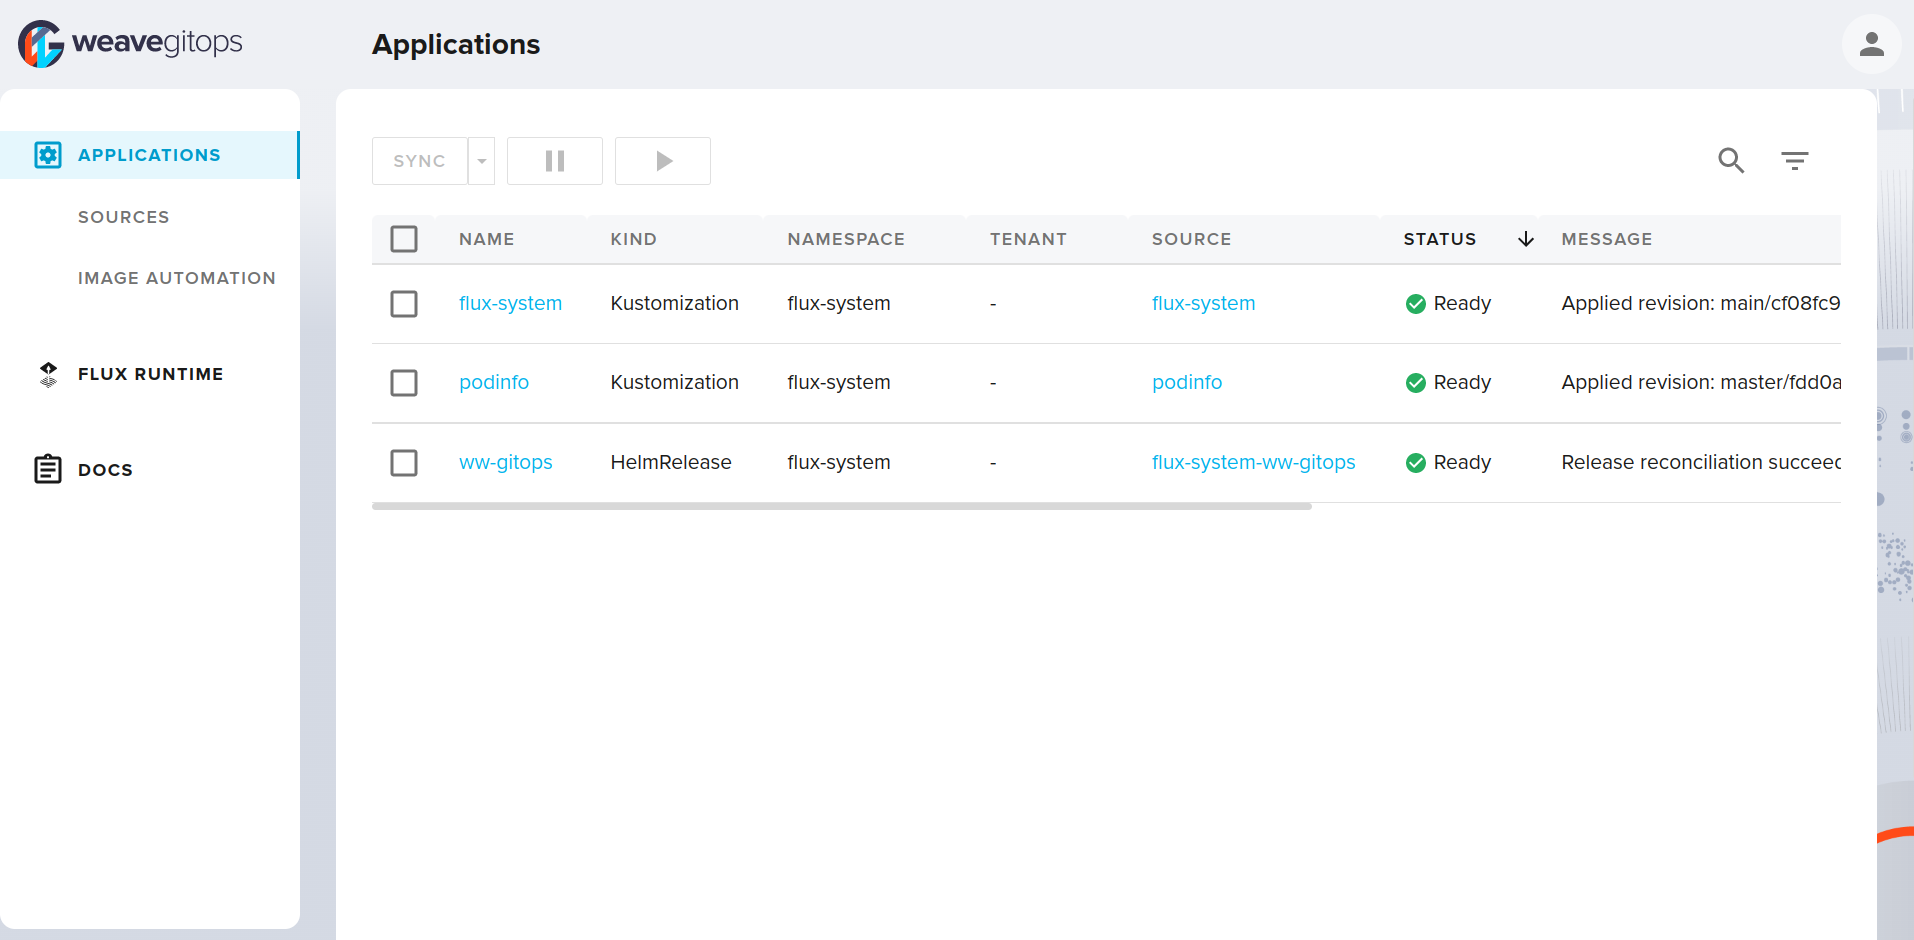 weavegitops
Applications
APPLICATIONS
SOURCES
IMAGE AUTOMATION
FLUX RUNTIME
DOCS
SYNC
NAME KIND NAMESPACE TENANT SOURCE STATUS MESSAGE
flux-system Kustomization flux-system - flux-system Ready Applied revision: main/cf08fc9
podinfo Kustomization flux-system - podinfo Ready Applied revision: master/fdd0a
ww-gitops HelmRelease flux-system - flux-system-ww-gitops Ready Release reconciliation succeed